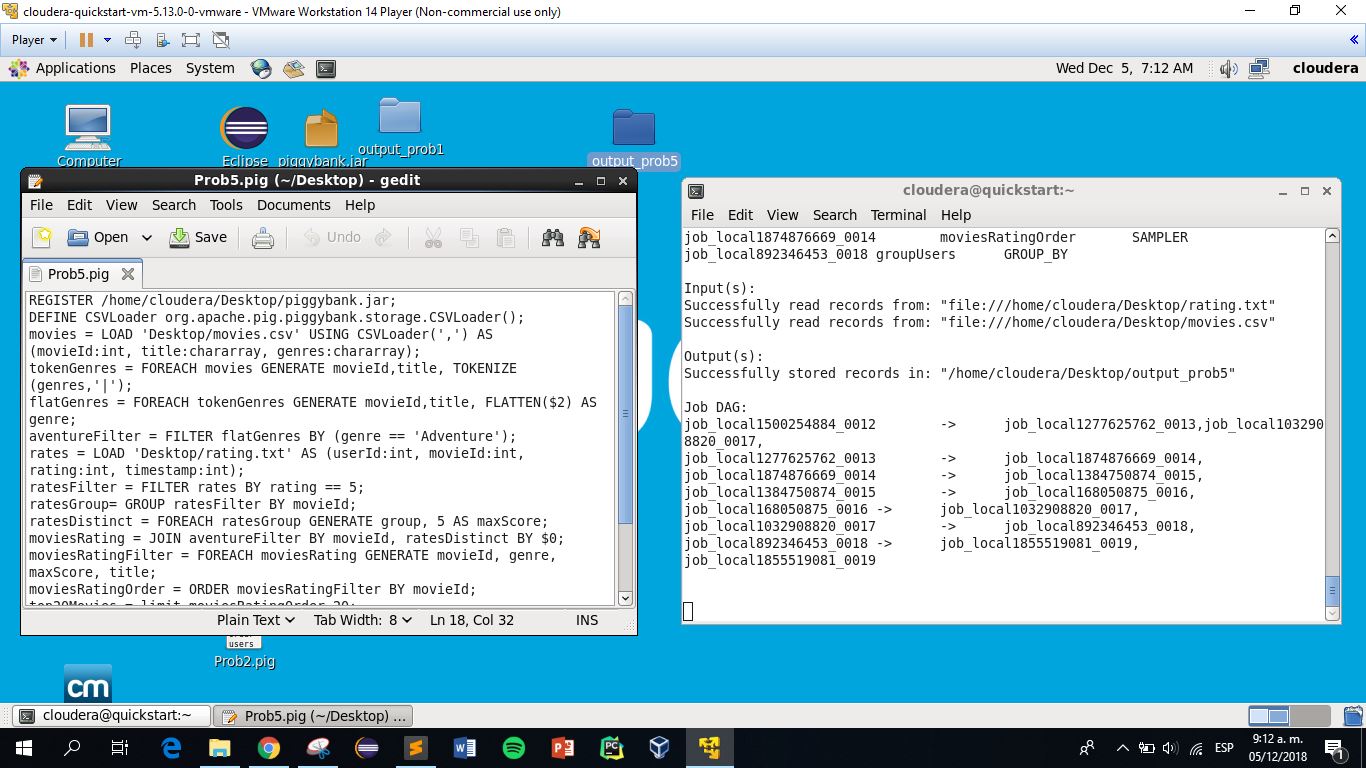 cloudera-quickstart-vm-5.13.0-0-vmware - VMware Workstation 14 Player (Non-commercial use only)
Player
Applications Places System
Wed Dec 5, 7:12 AM
cloudera
Computer
Eclipse
piggybank.jar
output_prob1
output_prob5
Prob5.pig (~/Desktop) - gedit
File Edit View Search Tools Documents Help
Open Save Undo
Prob5.pig
REGISTER /home/cloudera/Desktop/piggybank.jar;
DEFINE CSVLoader org.apache.pig.piggybank.storage.CSVLoader();
movies = LOAD 'Desktop/movies.csv' USING CSVLoader(',') AS
(movieId:int, title:chararray, genres:chararray);
tokenGenres = FOREACH movies GENERATE movieId,title, TOKENIZE
(genres,'|');
flatGenres = FOREACH tokenGenres GENERATE movieId,title, FLATTEN($2) AS
genre;
aventureFilter = FILTER flatGenres BY (genre == 'Adventure');
rates = LOAD 'Desktop/rating.txt' AS (userId:int, movieId:int,
rating:int, timestamp:int);
ratesFilter = FILTER rates BY rating == 5;
ratesGroup= GROUP ratesFilter BY movieId;
ratesDistinct = FOREACH ratesGroup GENERATE group, 5 AS maxScore;
moviesRating = JOIN aventureFilter BY movieId, ratesDistinct BY $0;
moviesRatingFilter = FOREACH moviesRating GENERATE movieId, genre,
maxScore, title;
moviesRatingOrder = ORDER moviesRatingFilter BY movieId;
top20Movies = limit moviesRatingOrder 20;
Plain Text Tab Width: 8 Ln 18, Col 32 INS
cloudera@quickstart:~
File Edit View Search Terminal Help
job_local1874876669_0014 moviesRatingOrder SAMPLER
job_local892346453_0018 groupUsers GROUP_BY
Input(s):
Successfully read records from: "file:///home/cloudera/Desktop/rating.txt"
Successfully read records from: "file:///home/cloudera/Desktop/movies.csv"
Output(s):
Successfully stored records in: "/home/cloudera/Desktop/output_prob5"
Job DAG:
job_local1500254884_0012 -> job_local1277625762_0013,job_local103290
8820_0017,
job_local1277625762_0013 -> job_local1874876669_0014,
job_local1874876669_0014 -> job_local1384750874_0015,
job_local1384750874_0015 -> job_local168050875_0016,
job_local168050875_0016 -> job_local1032908820_0017,
job_local1032908820_0017 -> job_local892346453_0018,
job_local892346453_0018 -> job_local1855519081_0019,
job_local1855519081_0019
users
Prob2.pig
cm
cloudera@quickstart:~
Prob5.pig (~/Desktop) ...
ESP
9:12 a. m.
05/12/2018
1